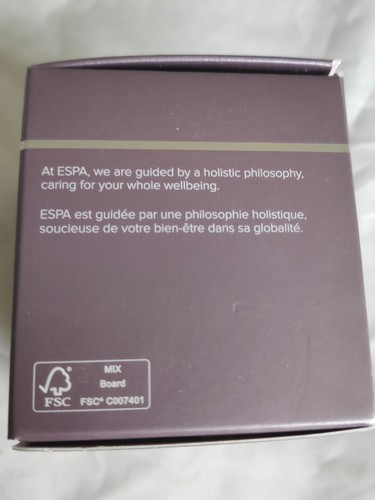 At ESPA, we are guided by a holistic philosophy,
caring for your whole wellbeing.
ESPA est guidée par une philosophie holistique,
soucieuse de votre bien-être dans sa globalité.
MIX
Board
FSC FSC® C007401